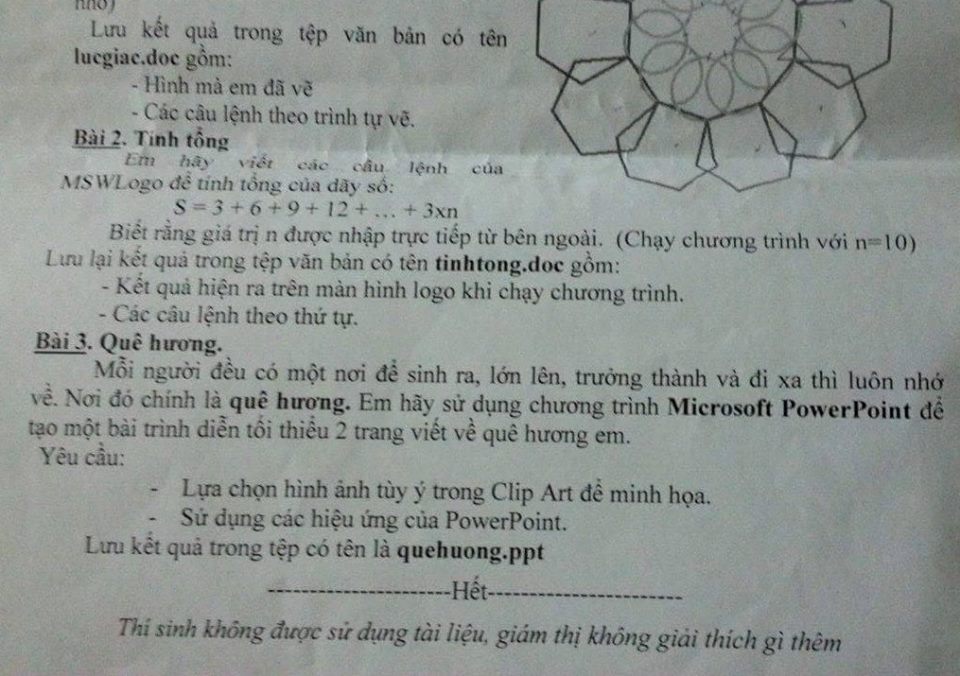 nhỏ)
Lưu kết quả trong tệp văn bản có tên
lucgiac.doc gồm:
- Hình mà em đã vẽ
- Các câu lệnh theo trình tự vẽ.
Bài 2. Tính tổng
Em hãy viết các câu lệnh của
MSWLogo để tính tổng của dãy số:
S = 3 + 6 + 9 + 12 + ... + 3xn
Biết rằng giá trị n được nhập trực tiếp từ bên ngoài. (Chạy chương trình với n=10)
Lưu lại kết quả trong tệp văn bản có tên tinhtong.doc gồm:
- Kết quả hiện ra trên màn hình logo khi chạy chương trình.
- Các câu lệnh theo thứ tự.
Bài 3. Quê hương.
Mỗi người đều có một nơi để sinh ra, lớn lên, trưởng thành và đi xa thì luôn nhớ
về. Nơi đó chính là quê hương. Em hãy sử dụng chương trình Microsoft PowerPoint để
tạo một bài trình diễn tối thiểu 2 trang viết về quê hương em.
Yêu cầu:
- Lựa chọn hình ảnh tùy ý trong Clip Art để minh họa.
- Sử dụng các hiệu ứng của PowerPoint.
Lưu kết quả trong tệp có tên là quehuong.ppt
----------------------Hết------------------------
Thí sinh không được sử dụng tài liệu, giám thị không giải thích gì thêm